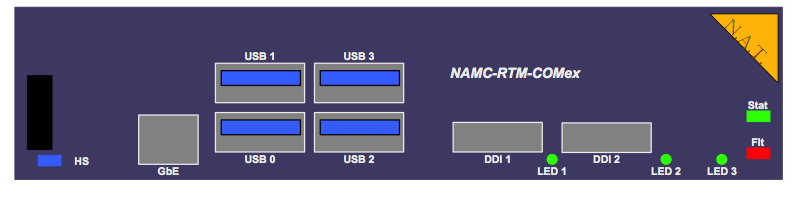 USB 1
USB 3
NAMC-RTM-COMex
N.A.T.
Stat
USB 0
USB 2
HS
GbE
DDI 1
DDI 2
Flt
LED 1
LED 2
LED 3